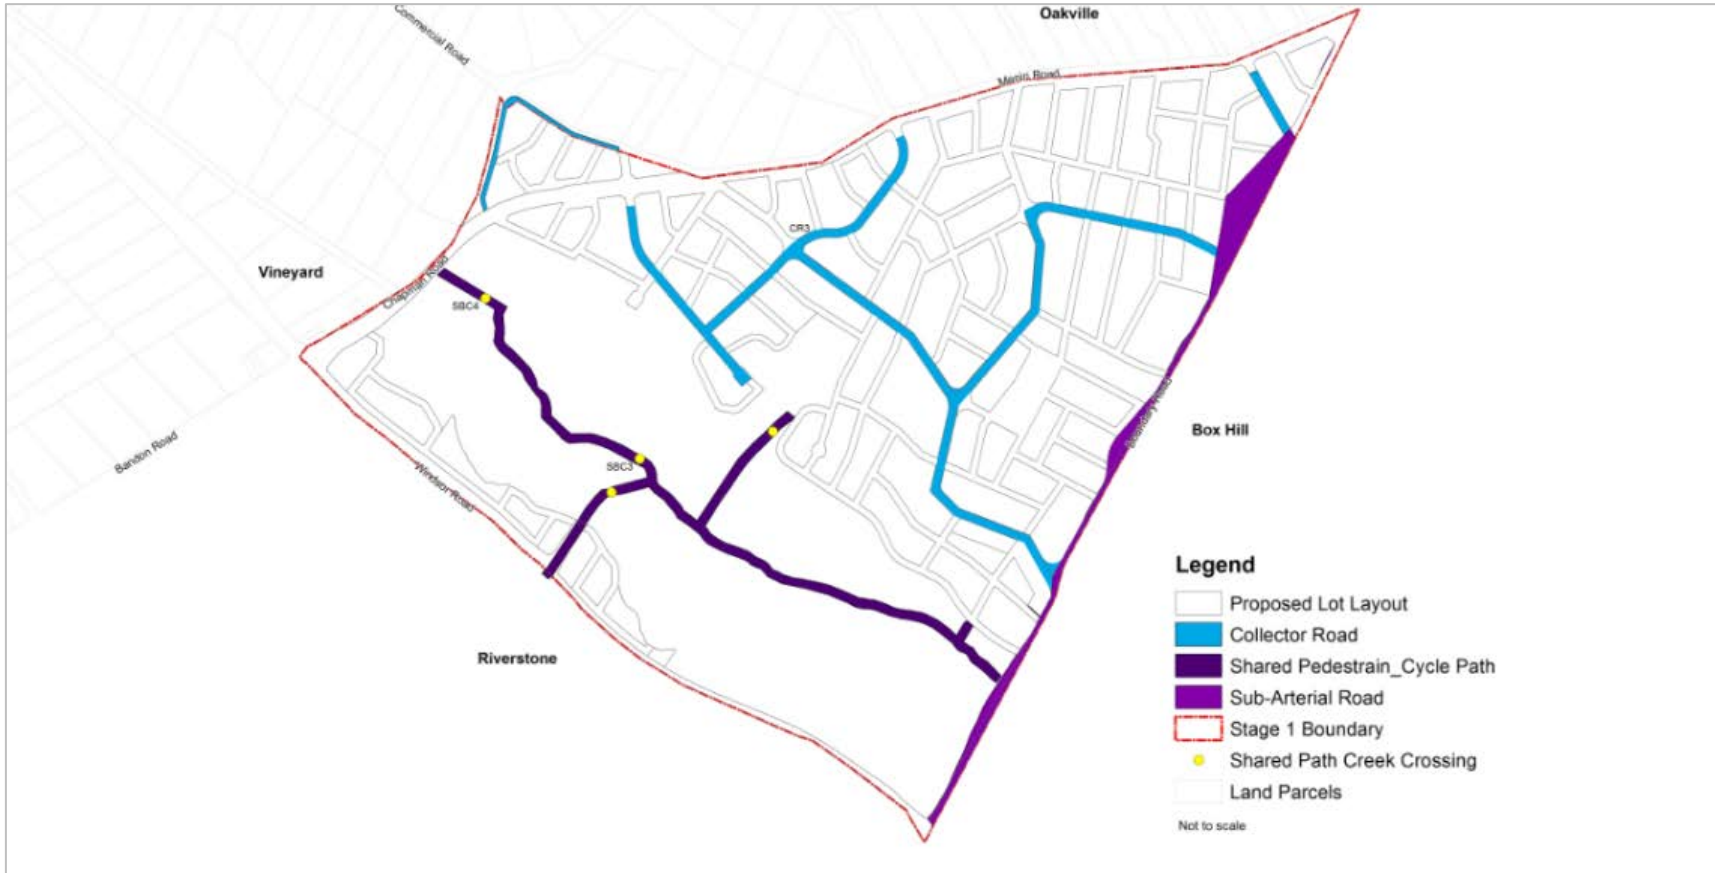 Oakville
Commercial Road
Menin Road
CR3
Vineyard
Chapman Road
SBC4
Boundary Road
Box Hill
Bandon Road
SBC3
Windsor Road
Riverstone
Legend
Proposed Lot Layout
Collector Road
Shared Pedestrain_Cycle Path
Sub-Arterial Road
Stage 1 Boundary
Shared Path Creek Crossing
Land Parcels
Not to scale